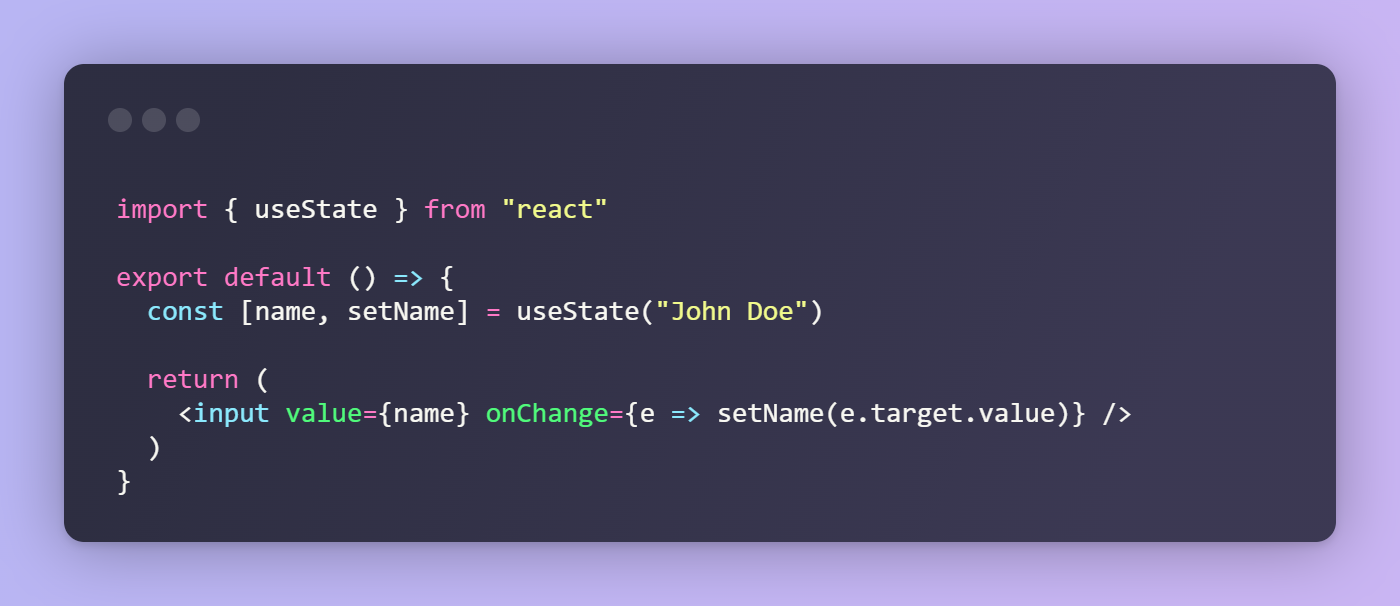 import { useState } from "react"
export default () => {
  const [name, setName] = useState("John Doe")
  return (
    <input value={name} onChange={e => setName(e.target.value)} />
  )
}